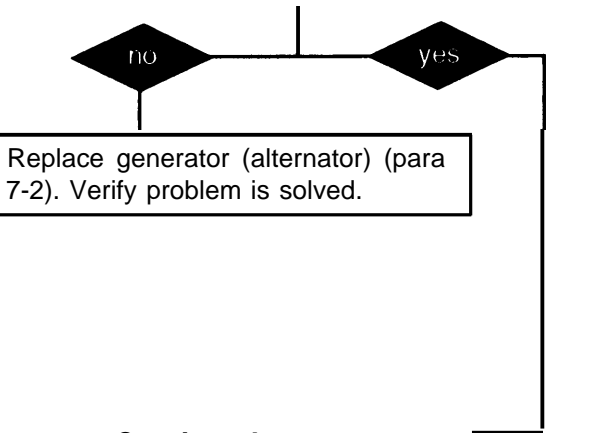 no yes
Replace generator (alternator) (para
7-2). Verify problem is solved.